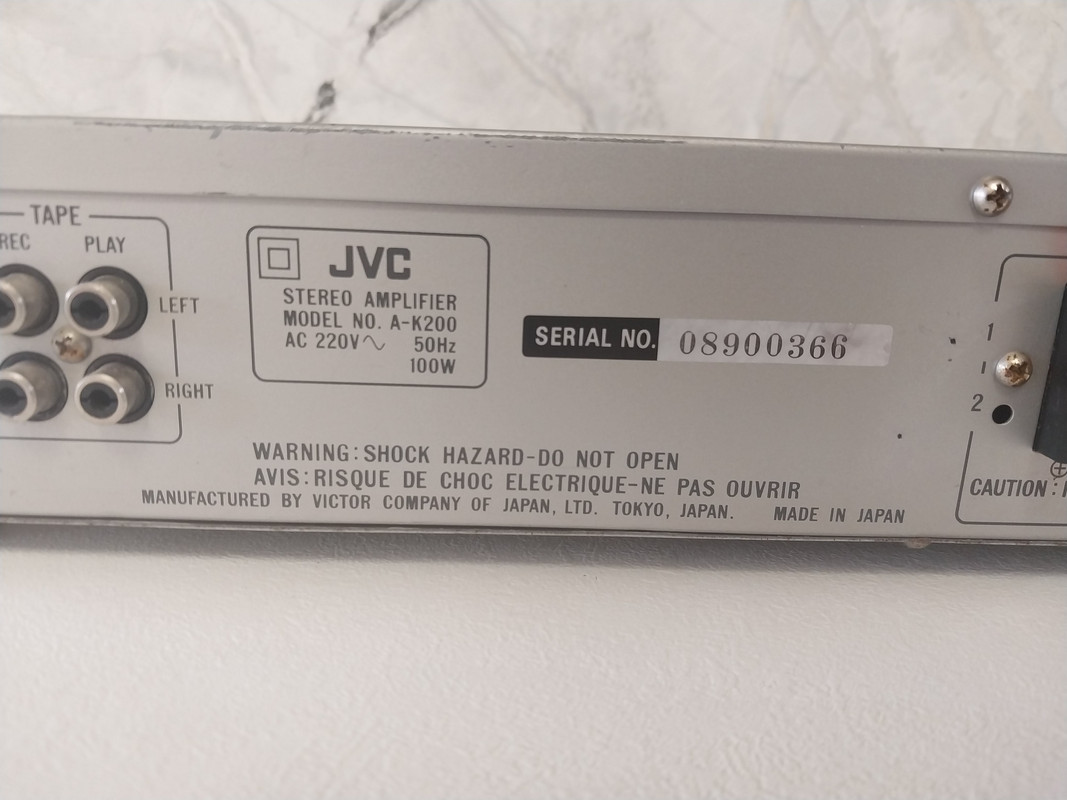 TAPE
REC PLAY
LEFT
RIGHT
JVC
STEREO AMPLIFIER
MODEL NO. A-K200
AC 220V~ 50Hz
100W
SERIAL NO. 08900366
1
2
WARNING:SHOCK HAZARD-DO NOT OPEN
AVIS:RISQUE DE CHOC ELECTRIQUE-NE PAS OUVRIR
MANUFACTURED BY VICTOR COMPANY OF JAPAN, LTD. TOKYO, JAPAN. MADE IN JAPAN
CAUTION: